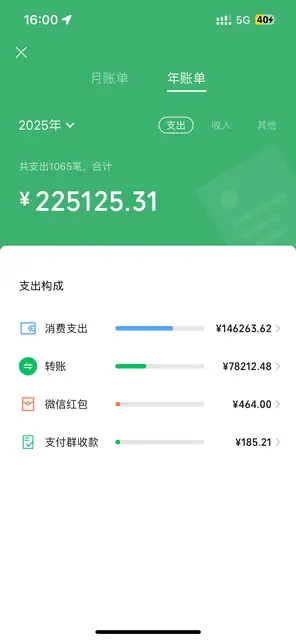 16:00 5G 40
月账单 年账单
2025年 支出 收入 其他
共支出1065笔，合计
¥ 225125.31
支出构成
消费支出 ¥146263.62
转账 ¥78212.48
微信红包 ¥464.00
支付群收款 ¥185.21